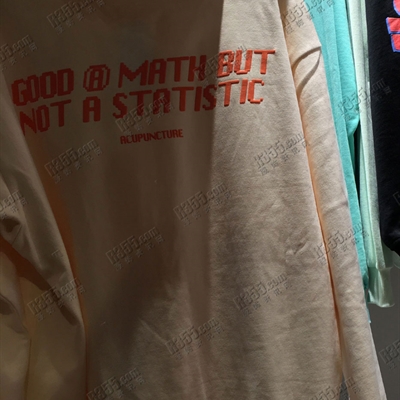 GOOD @ MATH BUT
NOT A STATISTIC
ACUPUNCTURE